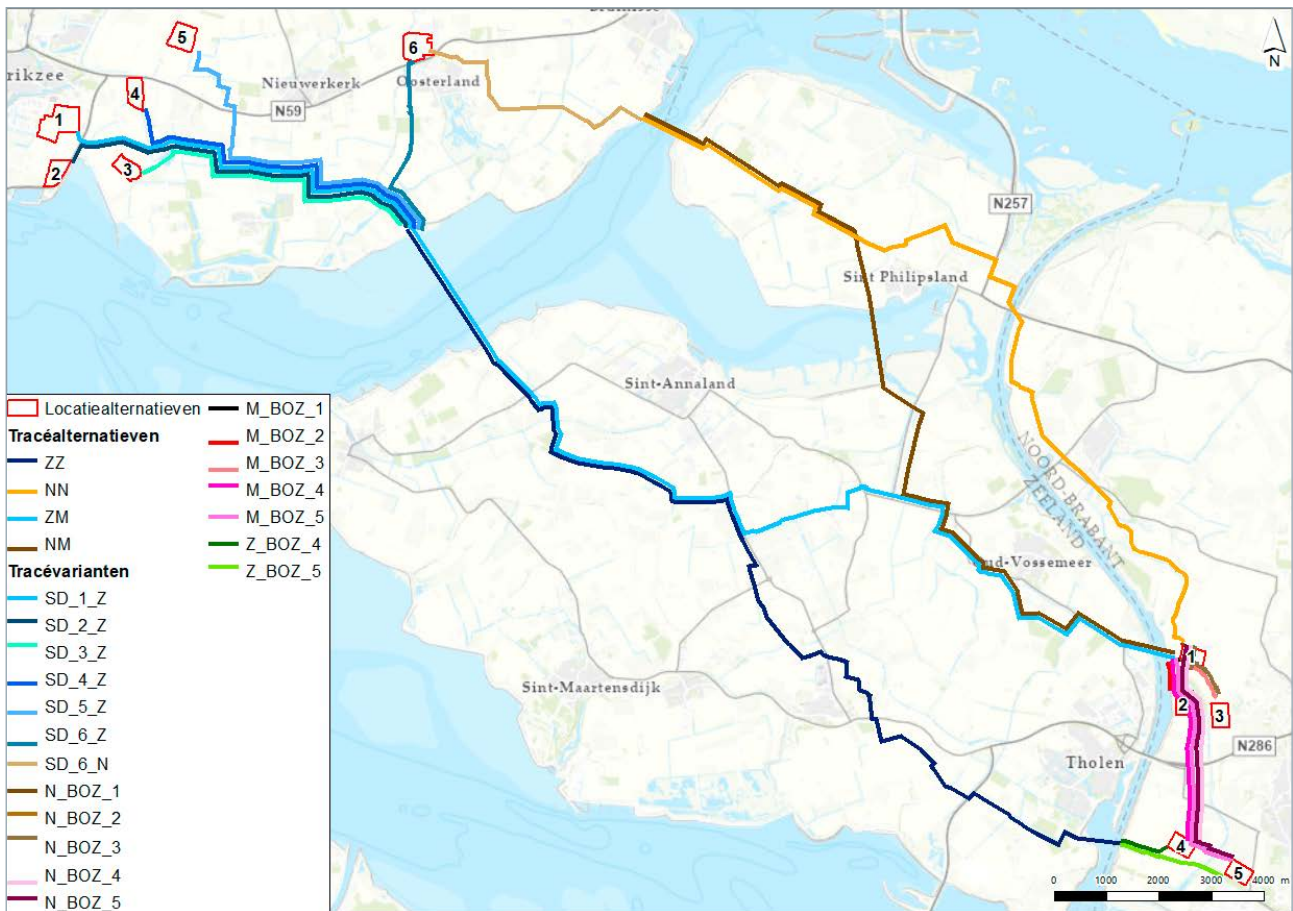 5
6
rikzee
Nieuwerkerk
Oosterland
4
N59
1
3
2
N
N257
Sint Philipsland
Sint-Annaland
NOORD-BRABANT
ZEELAND
ud-Vossemeer
Sint-Maartensdijk
1
2
3
N286
Tholen
4
5
0 1000 2000 3000 4000 m
Locatiealternatieven
Tracéalternatieven
ZZ
NN
ZM
NM
Tracévarianten
SD_1_Z
SD_2_Z
SD_3_Z
SD_4_Z
SD_5_Z
SD_6_Z
SD_6_N
N_BOZ_1
N_BOZ_2
N_BOZ_3
N_BOZ_4
N_BOZ_5
M_BOZ_1
M_BOZ_2
M_BOZ_3
M_BOZ_4
M_BOZ_5
Z_BOZ_4
Z_BOZ_5